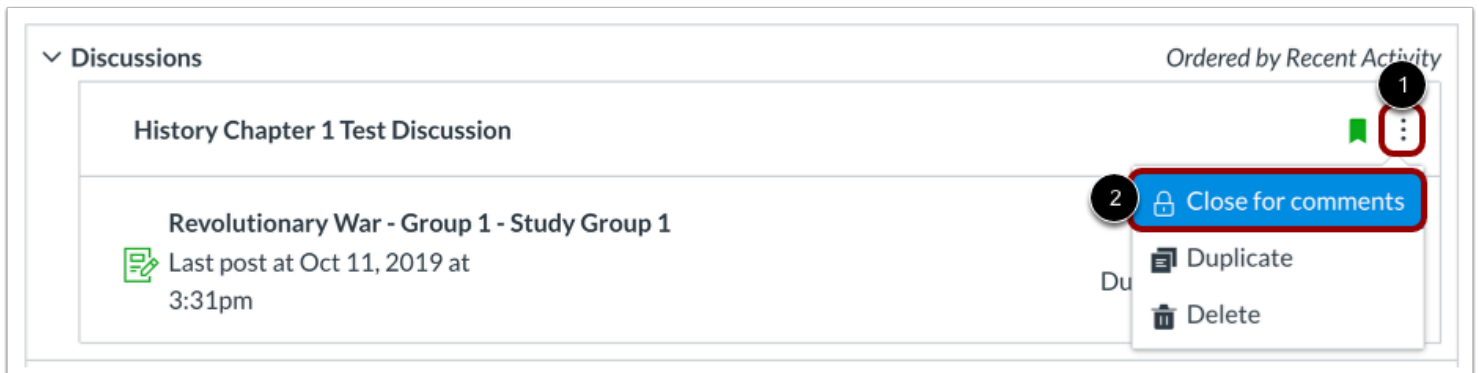 Discussions
Ordered by Recent Activity
1
History Chapter 1 Test Discussion
2
Close for comments
Revolutionary War - Group 1 - Study Group 1
Last post at Oct 11, 2019 at
3:31pm
Duplicate
Du
Delete